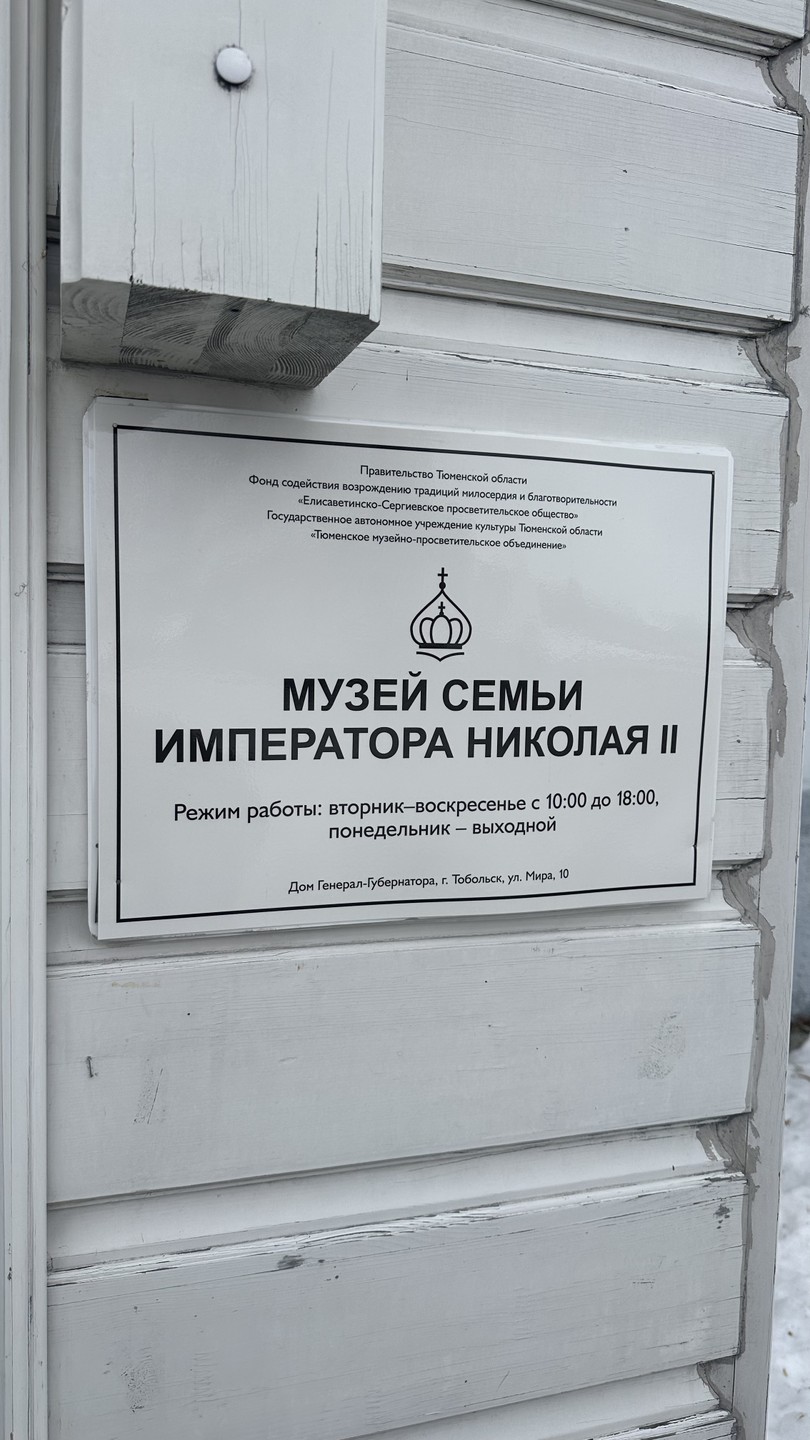 Правительство Тюменской области
Фонд содействия возрождению традиций милосердия и благотворительности
«Елисаветинско-Сергиевское просветительское общество»
Государственное автономное учреждение культуры Тюменской области
«Тюменское музейно-просветительское объединение»
МУЗЕЙ СЕМЬИ
ИМПЕРАТОРА НИКОЛАЯ II
Режим работы: вторник–воскресенье с 10:00 до 18:00,
понедельник – выходной
Дом Генерал-Губернатора, г. Тобольск, ул. Мира, 10